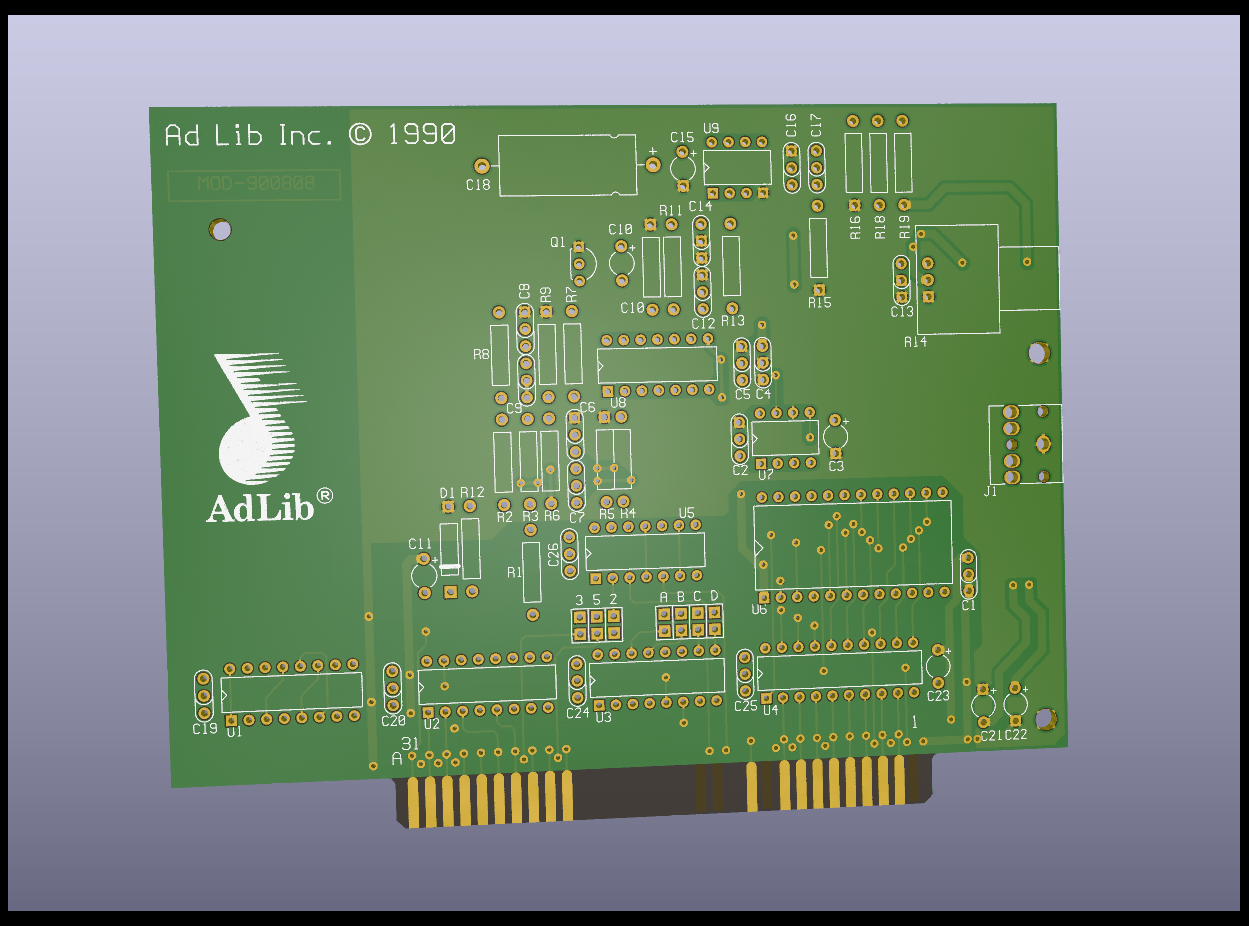 Ad Lib Inc. © 1990
MOD-900808
C18
C15
U9
C16
C17
R16
R18
R19
Q1
C10
R11
C14
C10
C12
R13
R15
C13
R14
C8
R9
R7
R8
C9
C6
U8
C5
C4
AdLib®
D1
R12
R2
R3
R6
C7
R5
R4
U5
C2
U7
C3
J1
C11
R1
C26
U6
C1
3 5 2
A B C D
C19
U1
C20
U2
C24
U3
C25
U4
C23
C21
C22
31
A
1